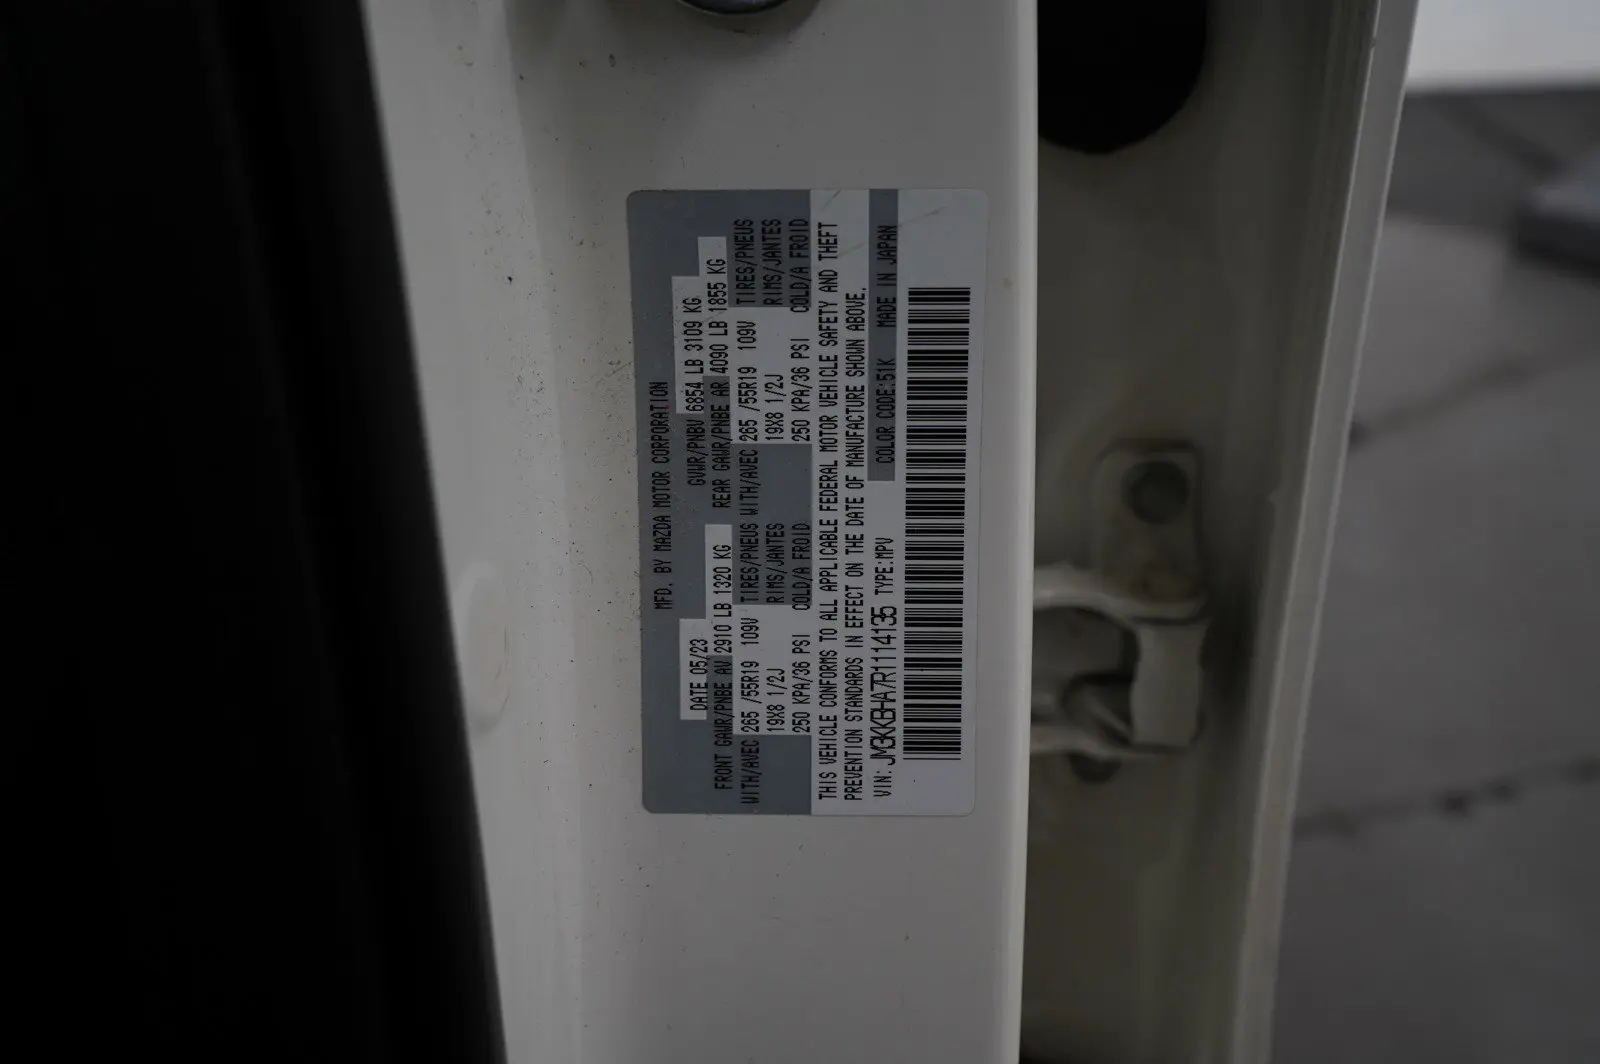 MFD. BY MAZDA MOTOR CORPORATION
DATE 05/23 GVWR/PNBV 6854 LB 3109 KG
FRONT GAWR/PNBE AV 2910 LB 1320 KG REAR GAWR/PNBE AR 4090 LB 1855 KG
WITH/AVEC 265 /55R19 109V TIRES/PNEUS WITH/AVEC 265 /55R19 109V TIRES/PNEUS
19X8 1/2J RIMS/JANTES 19X8 1/2J RIMS/JANTES
250 KPA/36 PSI COLD/A FROID 250 KPA/36 PSI COLD/A FROID
THIS VEHICLE CONFORMS TO ALL APPLICABLE FEDERAL MOTOR VEHICLE SAFETY AND THEFT
PREVENTION STANDARDS IN EFFECT ON THE DATE OF MANUFACTURE SHOWN ABOVE.
VIN: JM3KKBHA7R1114135 TYPE:MPV COLOR CODE:51K MADE IN JAPAN